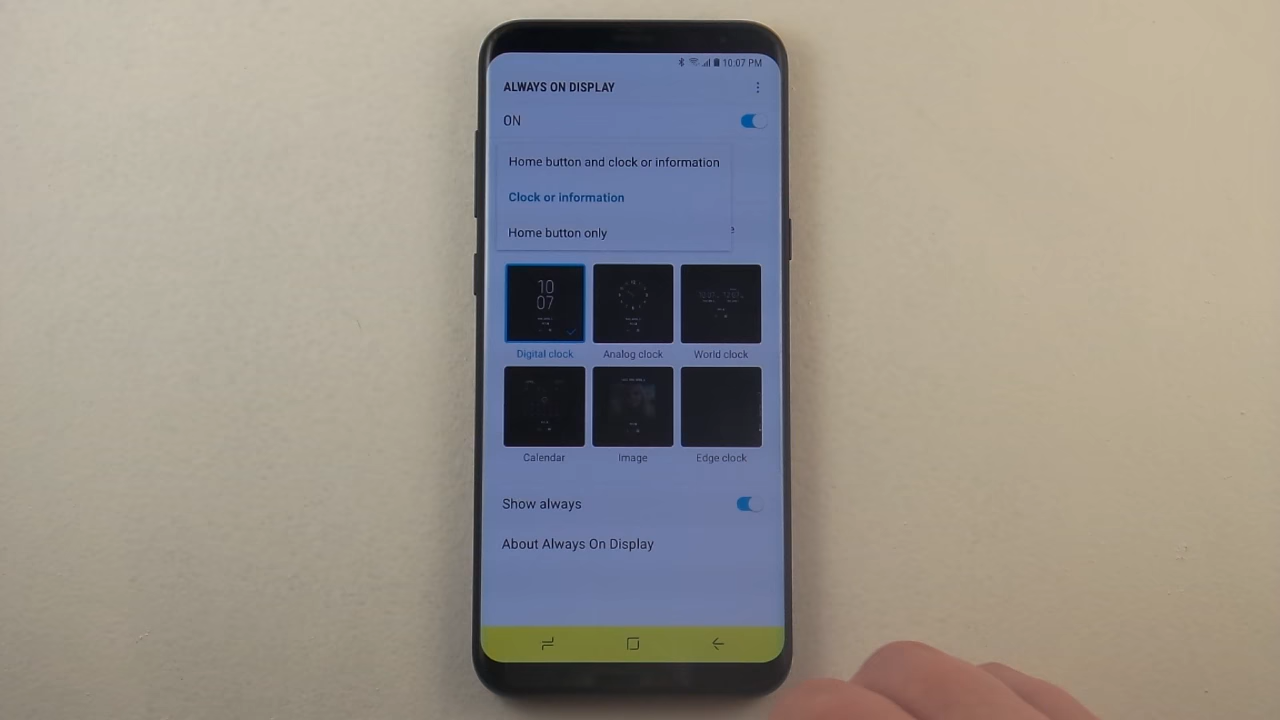 10:07 PM
ALWAYS ON DISPLAY
ON
Home button and clock or information
Clock or information
Home button only
10
07
Digital clock
Analog clock
World clock
Calendar
Image
Edge clock
Show always
About Always On Display